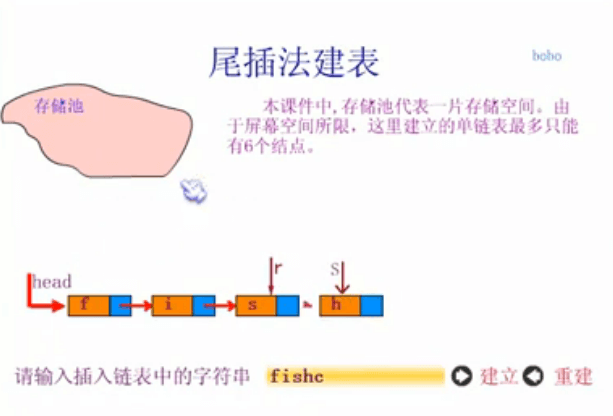 尾插法建表
bobo
存储池
本课件中,存储池代表一片存储空间。由
于屏幕空间所限，这里建立的单链表最多只能
有6个结点。
r
S
head
f
i
s
h
请输入插入链表中的字符串
fishc
建立
重建